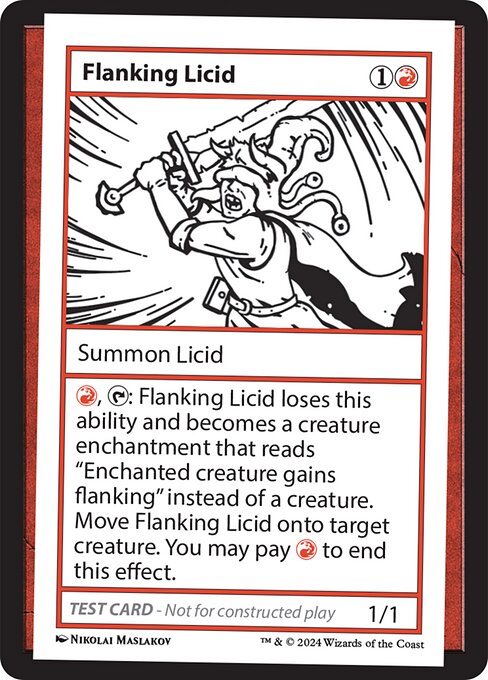 Flanking Licid 1
Summon Licid
, : Flanking Licid loses this
ability and becomes a creature
enchantment that reads
“Enchanted creature gains
flanking” instead of a creature.
Move Flanking Licid onto target
creature. You may pay to end
this effect.
TEST CARD - Not for constructed play 1/1
Nikolai Maslakov ™ & © 2024 Wizards of the Coast